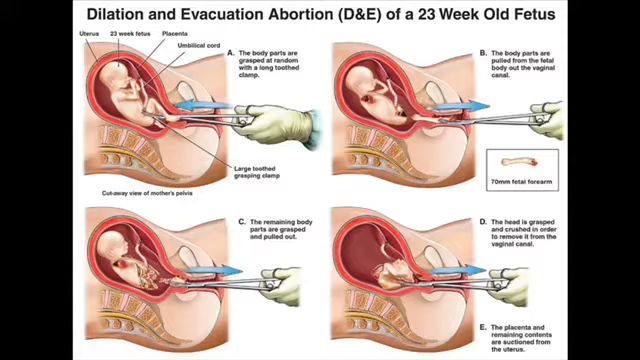 Dilation and Evacuation Abortion (D&E) of a 23 Week Old Fetus
Uterus
23 week fetus
Placenta
Umbilical cord
A. The body parts are
grasped at random
with a long toothed
clamp.
Large toothed
grasping clamp
Cut-away view of mother's pelvis
B. The body parts are
pulled from the fetal
body out the vaginal
canal.
70mm fetal forearm
C. The remaining body
parts are grasped
and pulled out.
D. The head is grasped
and crushed in order
to remove it from the
vaginal canal.
E. The placenta and
remaining contents
are suctioned from
the uterus.